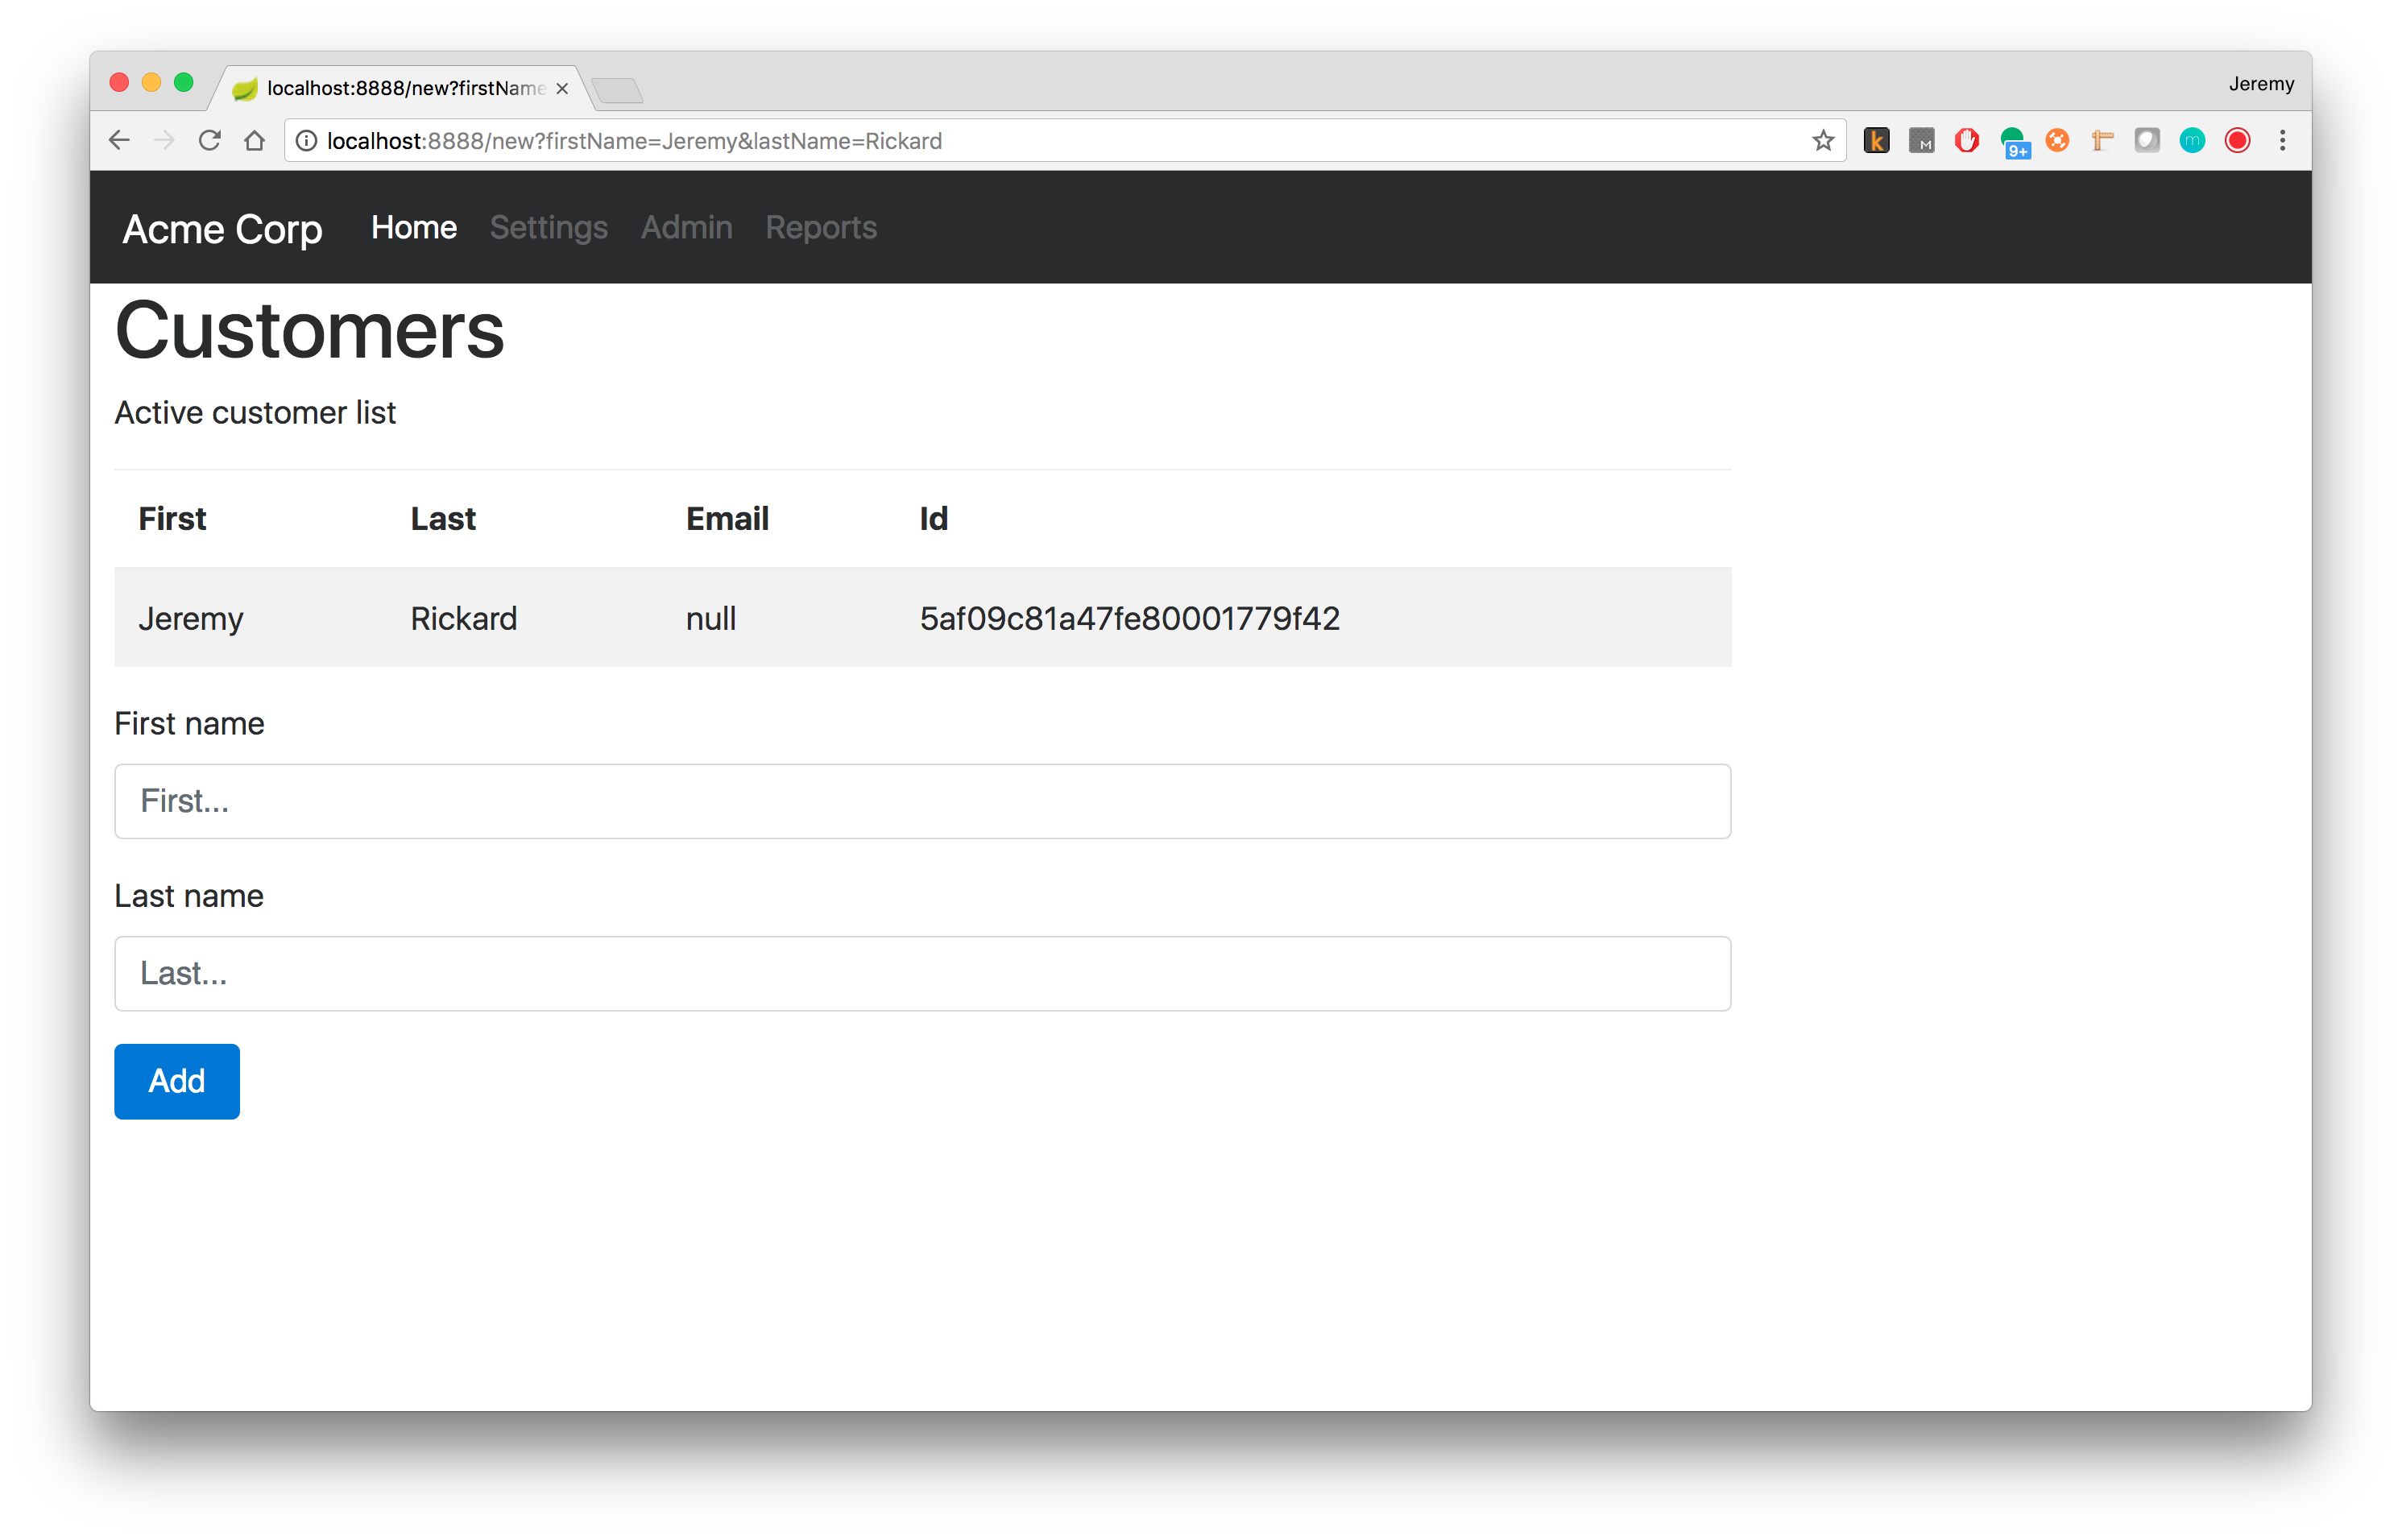 localhost:8888/new?firstName
Jeremy
localhost:8888/new?firstName=Jeremy&lastName=Rickard
k
M
9+
m
Acme Corp Home Settings Admin Reports
Customers
Active customer list
First Last Email Id
Jeremy Rickard null 5af09c81a47fe80001779f42
First name
First...
Last name
Last...
Add